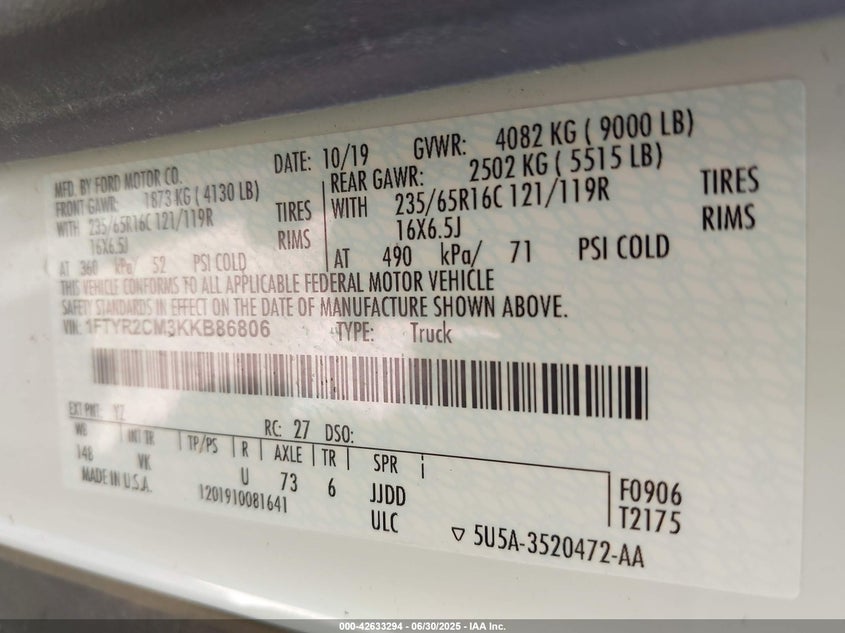 MFD. BY FORD MOTOR CO.
DATE: 10/19 GVWR: 4082 KG ( 9000 LB)
FRONT GAWR: 1873 KG ( 4130 LB)
REAR GAWR: 2502 KG ( 5515 LB)
WITH 235/65R16C 121/119R TIRES
WITH 235/65R16C 121/119R TIRES
16X6.5J RIMS
16X6.5J RIMS
AT 360 kPa/ 52 PSI COLD
AT 490 kPa/ 71 PSI COLD
THIS VEHICLE CONFORMS TO ALL APPLICABLE FEDERAL MOTOR VEHICLE
SAFETY STANDARDS IN EFFECT ON THE DATE OF MANUFACTURE SHOWN ABOVE.
VIN: 1FTYR2CM3KKB86806 TYPE: Truck
EXT PNT: YZ RC: 27 DSO:
WB INT TR TP/PS R AXLE TR SPR
148 VK U 73 6 JJDD
MADE IN U.S.A. 1201910081641 ULC
F0906
T2175
▽ 5U5A-3520472-AA
000-42633294 - 06/30/2025 - IAA Inc.